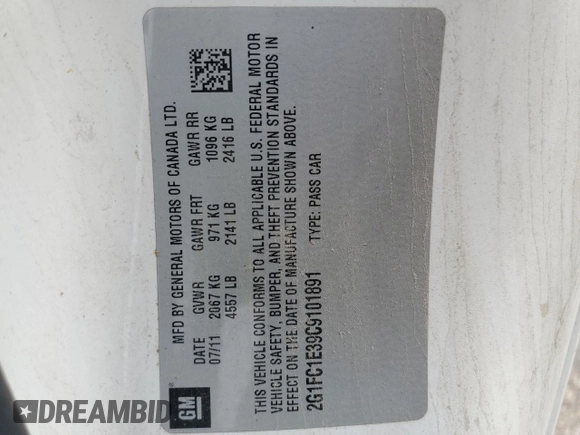 GM
MFD BY GENERAL MOTORS OF CANADA LTD.
DATE GVWR GAWR FRT GAWR RR
07/11 2067 KG 971 KG 1096 KG
4557 LB 2141 LB 2416 LB
THIS VEHICLE CONFORMS TO ALL APPLICABLE U.S. FEDERAL MOTOR
VEHICLE SAFETY, BUMPER, AND THEFT PREVENTION STANDARDS IN
EFFECT ON THE DATE OF MANUFACTURE SHOWN ABOVE.
2G1FC1E39C9101891 TYPE: PASS CAR
DREAMBID